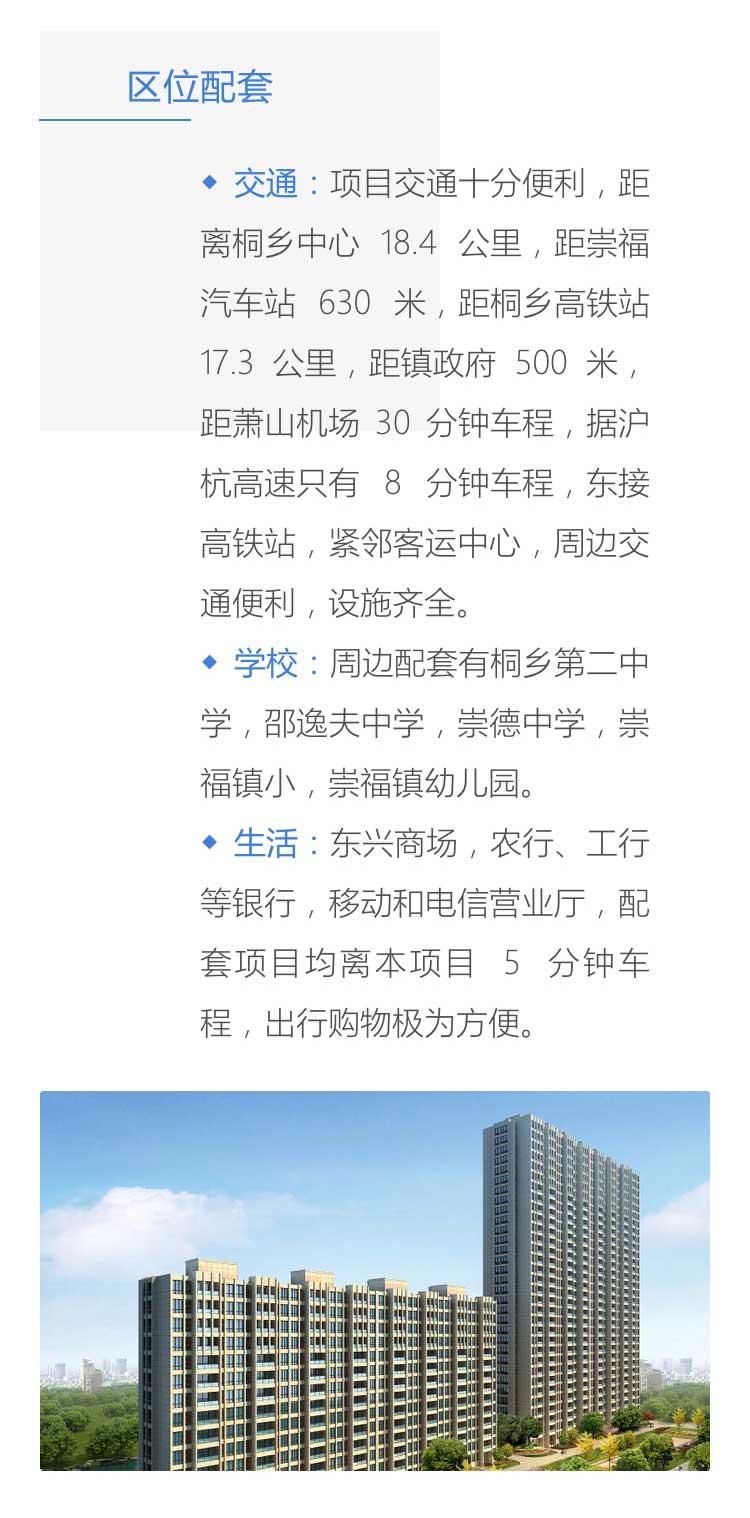 区位配套
◆ 交通：项目交通十分便利，距
离桐乡中心 18.4 公里，距崇福
汽车站 630 米，距桐乡高铁站
17.3 公里，距镇政府 500 米，
距萧山机场 30 分钟车程，据沪
杭高速只有 8 分钟车程，东接
高铁站，紧邻客运中心，周边交
通便利，设施齐全。
◆ 学校：周边配套有桐乡第二中
学，邵逸夫中学，崇德中学，崇
福镇小，崇福镇幼儿园。
◆ 生活：东兴商场，农行、工行
等银行，移动和电信营业厅，配
套项目均离本项目 5 分钟车
程，出行购物极为方便。